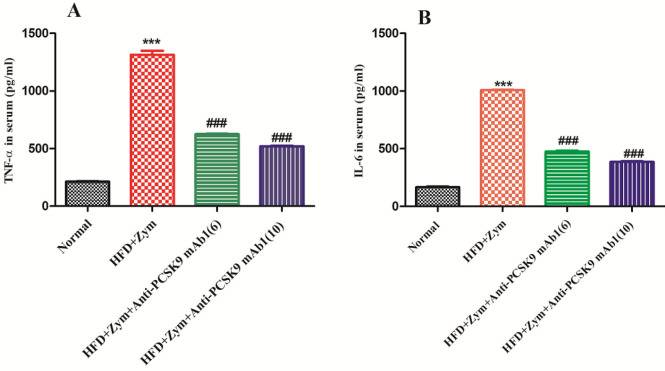 A
TNF-α in serum (pg/ml)
1500
1000
500
0
***
###
###
Normal
HFD+Zym
HFD+Zym+Anti-PCSK9 mAb1(6)
HFD+Zym+Anti-PCSK9 mAb1(10)
B
IL-6 in serum (pg/ml)
1500
1000
500
0
***
###
###
Normal
HFD+Zym
HFD+Zym+Anti-PCSK9 mAb1(6)
HFD+Zym+Anti-PCSK9 mAb1(10)